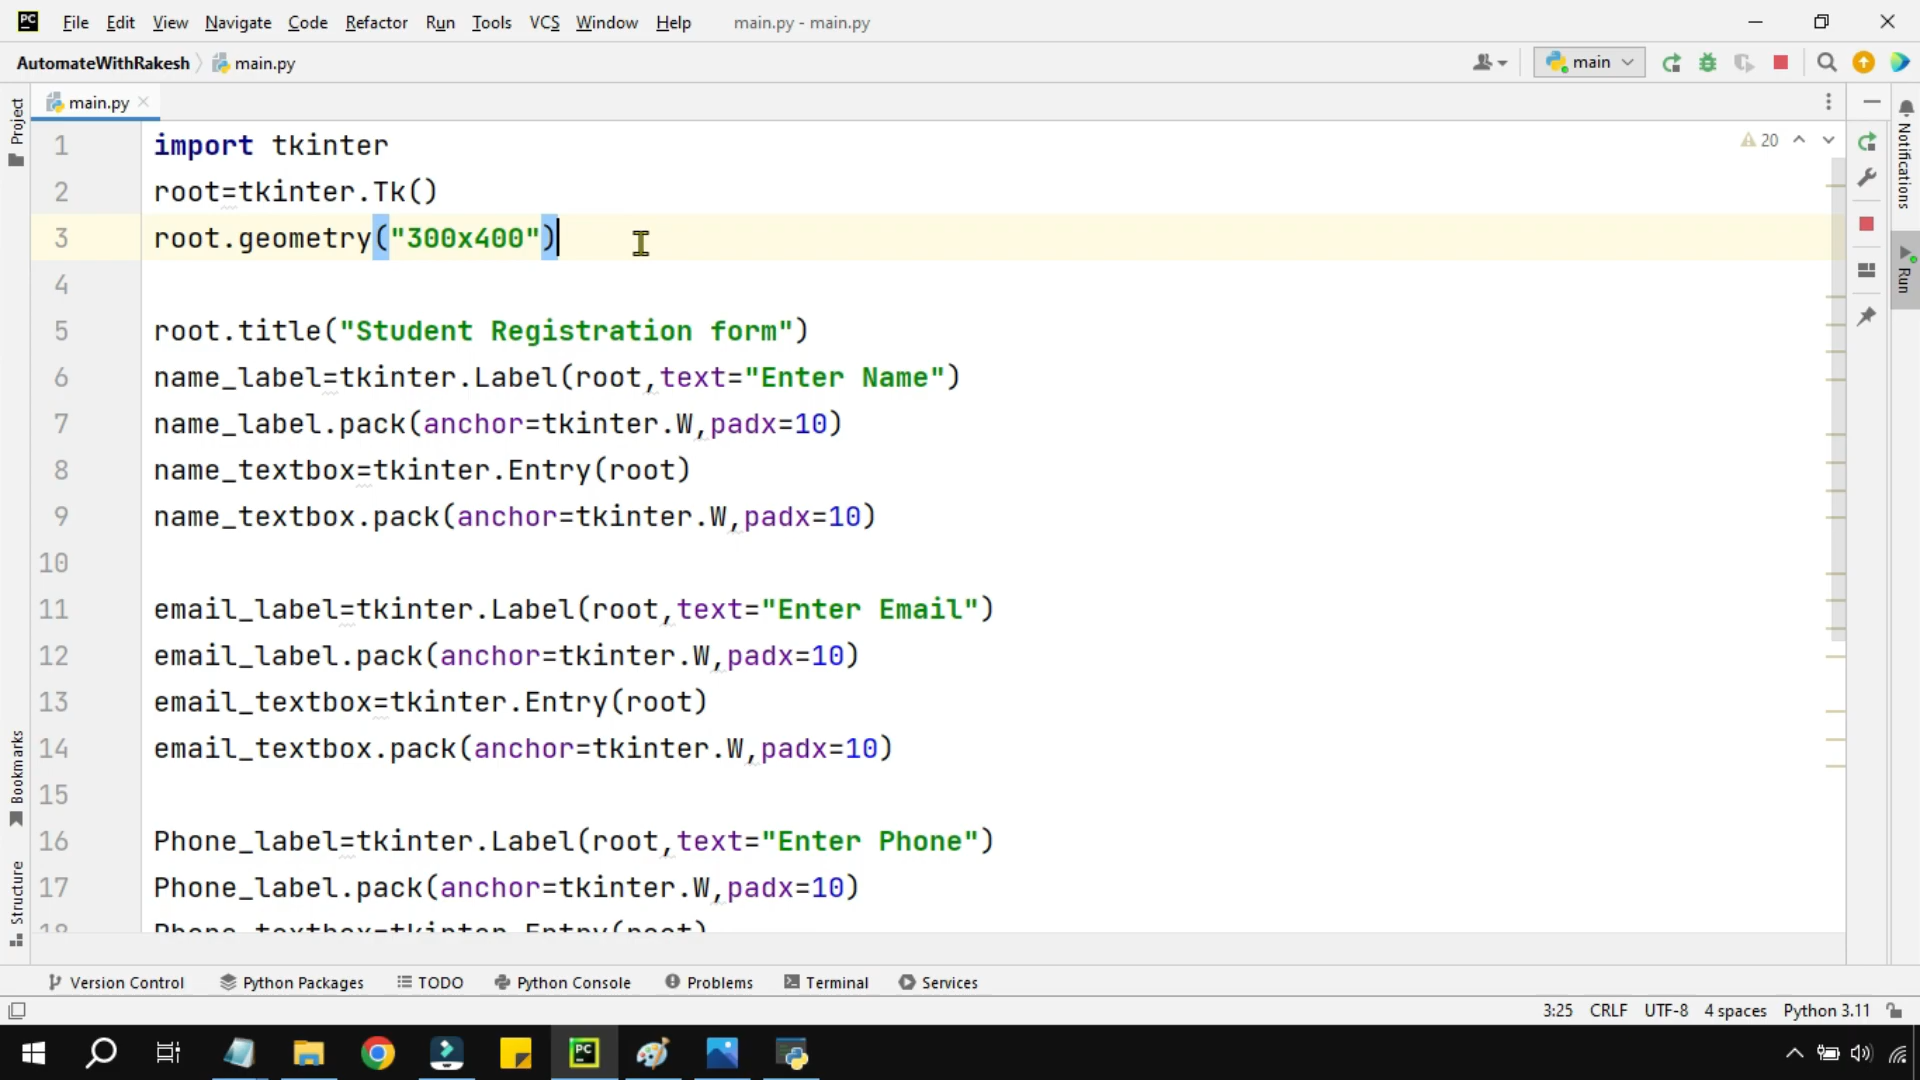 PC File Edit View Navigate Code Refactor Run Tools VCS Window Help main.py - main.py
AutomateWithRakesh main.py main
main.py
Project
20
Notifications
Run
1 import tkinter
2 root=tkinter.Tk()
3 root.geometry("300x400")
4
5 root.title("Student Registration form")
6 name_label=tkinter.Label(root,text="Enter Name")
7 name_label.pack(anchor=tkinter.W,padx=10)
8 name_textbox=tkinter.Entry(root)
9 name_textbox.pack(anchor=tkinter.W,padx=10)
10
11 email_label=tkinter.Label(root,text="Enter Email")
12 email_label.pack(anchor=tkinter.W,padx=10)
13 email_textbox=tkinter.Entry(root)
14 email_textbox.pack(anchor=tkinter.W,padx=10)
15
16 Phone_label=tkinter.Label(root,text="Enter Phone")
17 Phone_label.pack(anchor=tkinter.W,padx=10)
18 Phone_textbox=tkinter.Entry(root)
Bookmarks
Structure
Version Control Python Packages TODO Python Console Problems Terminal Services
3:25 CRLF UTF-8 4 spaces Python 3.11
PC